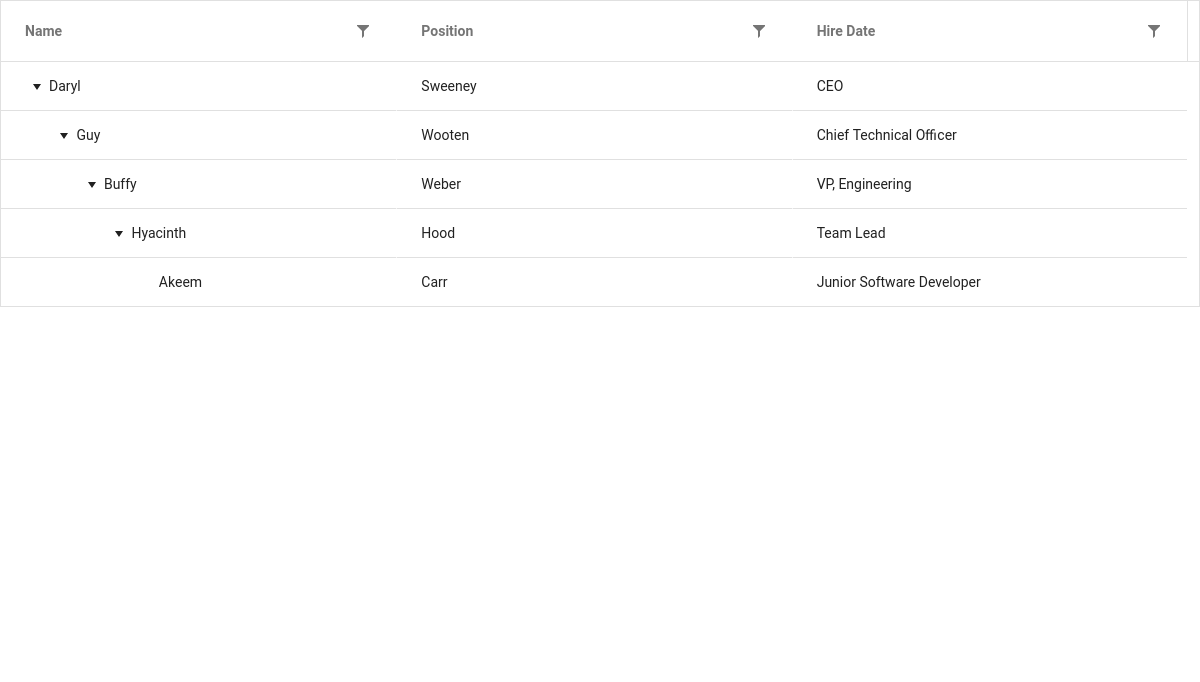 Name Position Hire Date
Daryl Sweeney CEO
Guy Wooten Chief Technical Officer
Buffy Weber VP, Engineering
Hyacinth Hood Team Lead
Akeem Carr Junior Software Developer